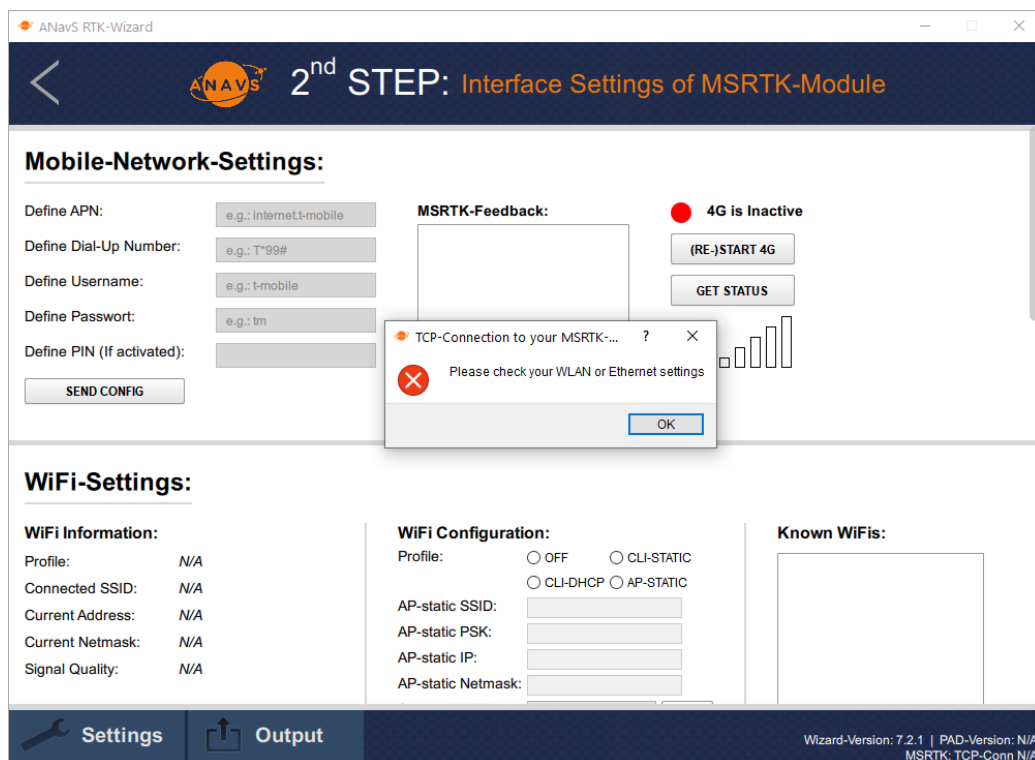 ANavS RTK-Wizard
ANAVS 2nd STEP: Interface Settings of MSRTK-Module
Mobile-Network-Settings:
Define APN:
e.g.: internet.t-mobile
Define Dial-Up Number:
e.g.: T*99#
Define Username:
e.g.: t-mobile
Define Passwort:
e.g.: tm
Define PIN (If activated):
SEND CONFIG
MSRTK-Feedback:
4G is Inactive
(RE-)START 4G
GET STATUS
TCP-Connection to your MSRTK-... ?
Please check your WLAN or Ethernet settings
OK
WiFi-Settings:
WiFi Information:
Profile: N/A
Connected SSID: N/A
Current Address: N/A
Current Netmask: N/A
Signal Quality: N/A
WiFi Configuration:
Profile: OFF CLI-STATIC
CLI-DHCP AP-STATIC
AP-static SSID:
AP-static PSK:
AP-static IP:
AP-static Netmask:
Known WiFis:
Settings
Output
Wizard-Version: 7.2.1 | PAD-Version: N/A
MSRTK: TCP-Conn N/A